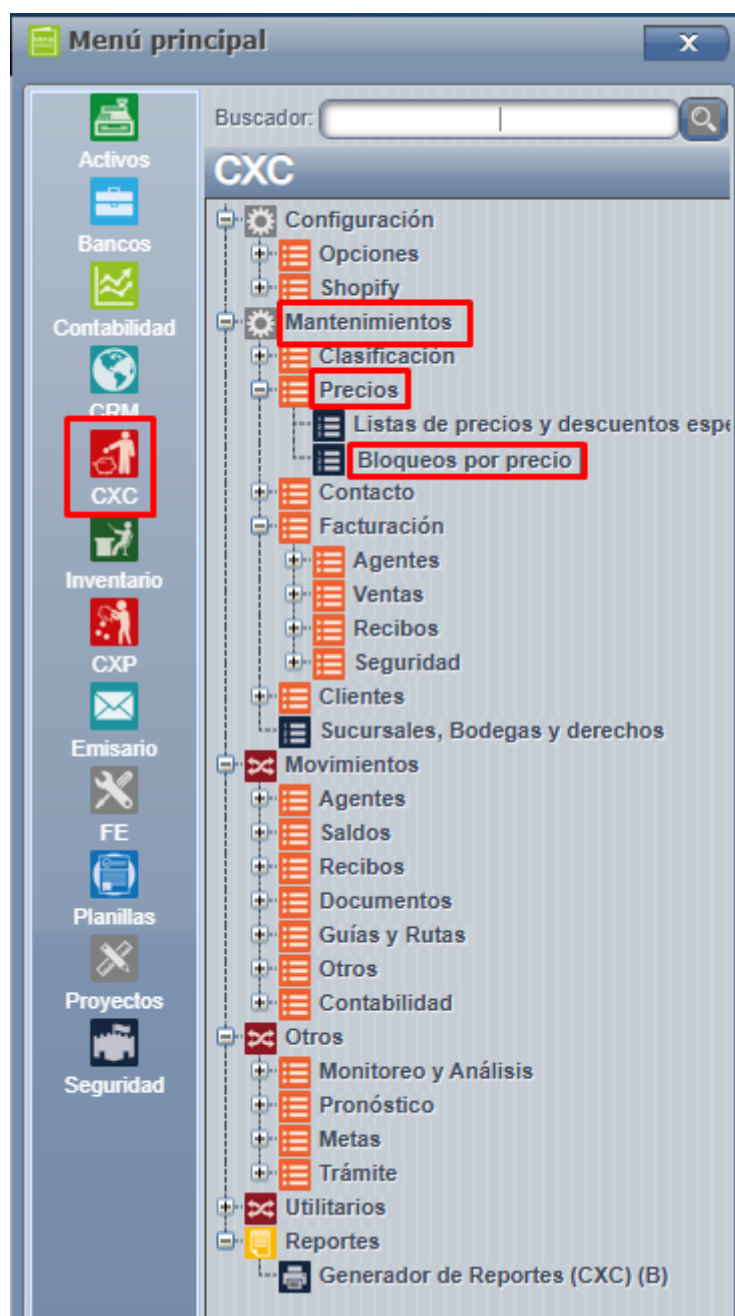 Menú principal
X
Activos
Bancos
Contabilidad
CRM
CXC
Inventario
CXP
Emisario
FE
Planillas
Proyectos
Seguridad
Buscador:
CXC
Configuración
Opciones
Shopify
Mantenimientos
Clasificación
Precios
Listas de precios y descuentos espe
Bloqueos por precio
Contacto
Facturación
Agentes
Ventas
Recibos
Seguridad
Clientes
Sucursales, Bodegas y derechos
Movimientos
Agentes
Saldos
Recibos
Documentos
Guías y Rutas
Otros
Contabilidad
Otros
Monitoreo y Análisis
Pronóstico
Metas
Trámite
Utilitarios
Reportes
Generador de Reportes (CXC) (B)